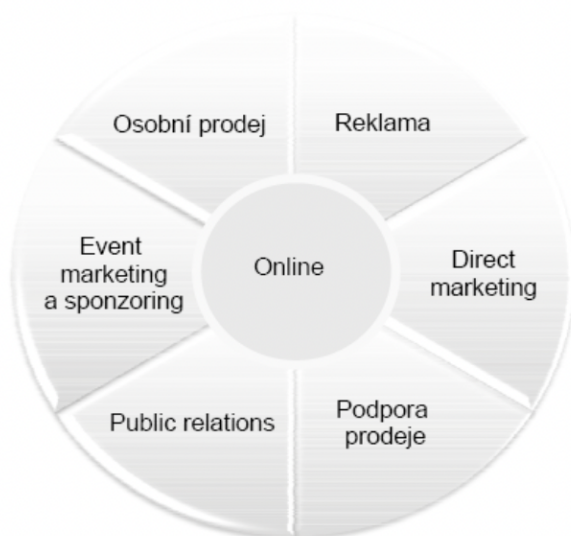 Osobní prodej
Reklama
Event
marketing
a sponzoring
Online
Direct
marketing
Public relations
Podpora
prodeje